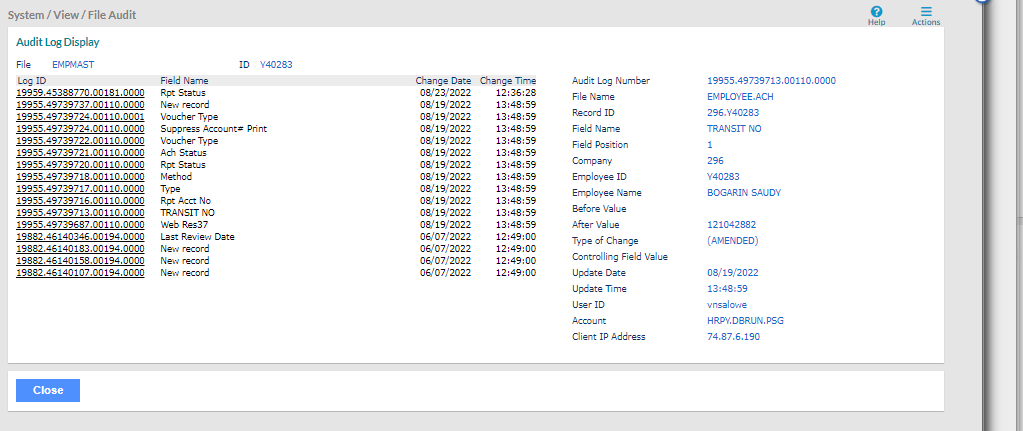 System / View / File Audit
Help
Actions
Audit Log Display
File EMPMAST ID Y40283
Log ID Field Name Change Date Change Time
19959.45388770.00181.0000 Rpt Status 08/23/2022 12:36:28
19955.49739737.00110.0000 New record 08/19/2022 13:48:59
19955.49739724.00110.0001 Voucher Type 08/19/2022 13:48:59
19955.49739724.00110.0000 Suppress Account# Print 08/19/2022 13:48:59
19955.49739722.00110.0000 Voucher Type 08/19/2022 13:48:59
19955.49739721.00110.0000 Ach Status 08/19/2022 13:48:59
19955.49739720.00110.0000 Rpt Status 08/19/2022 13:48:59
19955.49739718.00110.0000 Method 08/19/2022 13:48:59
19955.49739717.00110.0000 Type 08/19/2022 13:48:59
19955.49739716.00110.0000 Rpt Acct No 08/19/2022 13:48:59
19955.49739713.00110.0000 TRANSIT NO 08/19/2022 13:48:59
19955.49739687.00110.0000 Web Res37 08/19/2022 13:48:59
19882.46140346.00194.0000 Last Review Date 06/07/2022 12:49:00
19882.46140183.00194.0000 New record 06/07/2022 12:49:00
19882.46140158.00194.0000 New record 06/07/2022 12:49:00
19882.46140107.00194.0000 New record 06/07/2022 12:49:00
Audit Log Number 19955.49739713.00110.0000
File Name EMPLOYEE.ACH
Record ID 296.Y40283
Field Name TRANSIT NO
Field Position 1
Company 296
Employee ID Y40283
Employee Name BOGARIN SAUDY
Before Value
After Value 121042882
Type of Change (AMENDED)
Controlling Field Value
Update Date 08/19/2022
Update Time 13:48:59
User ID vnsalowe
Account HRPY.DBRUN.PSG
Client IP Address 74.87.6.190
Close